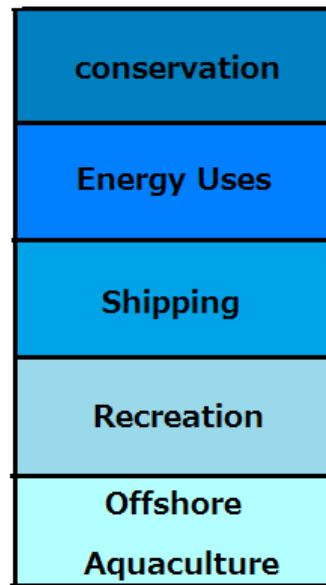 conservation
Energy Uses
Shipping
Recreation
Offshore
Aquaculture